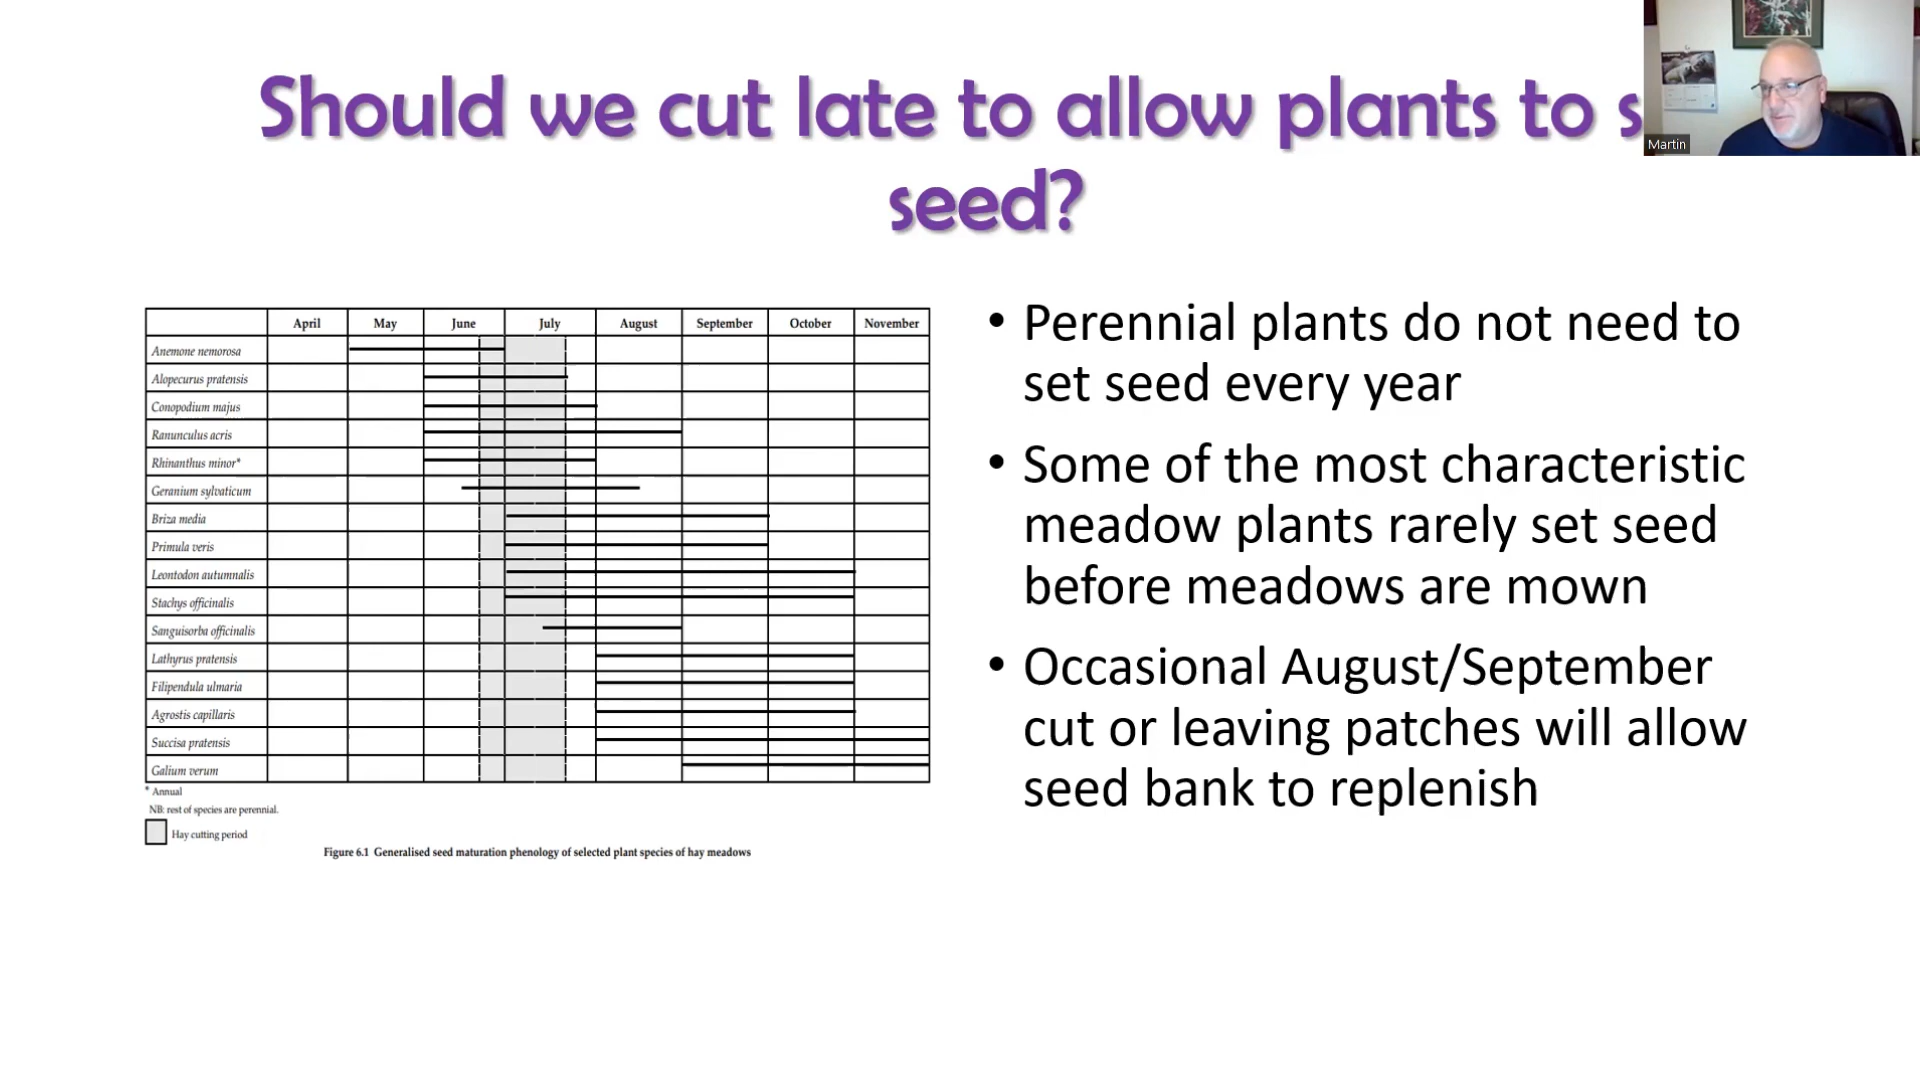 Should we cut late to allow plants to s
seed?
Martin
April May June July August September October November
Anemone nemorosa
Alopecurus pratensis
Conopodium majus
Ranunculus acris
Rhinanthus minor*
Geranium sylvaticum
Briza media
Primula veris
Leontodon autumnalis
Stachys officinalis
Sanguisorba officinalis
Lathyrus pratensis
Filipendula ulmaria
Agrostis capillaris
Succisa pratensis
Galium verum
* Annual
NB: rest of species are perennial.
Hay cutting period
Figure 6.1 Generalised seed maturation phenology of selected plant species of hay meadows
• Perennial plants do not need to
set seed every year
• Some of the most characteristic
meadow plants rarely set seed
before meadows are mown
• Occasional August/September
cut or leaving patches will allow
seed bank to replenish